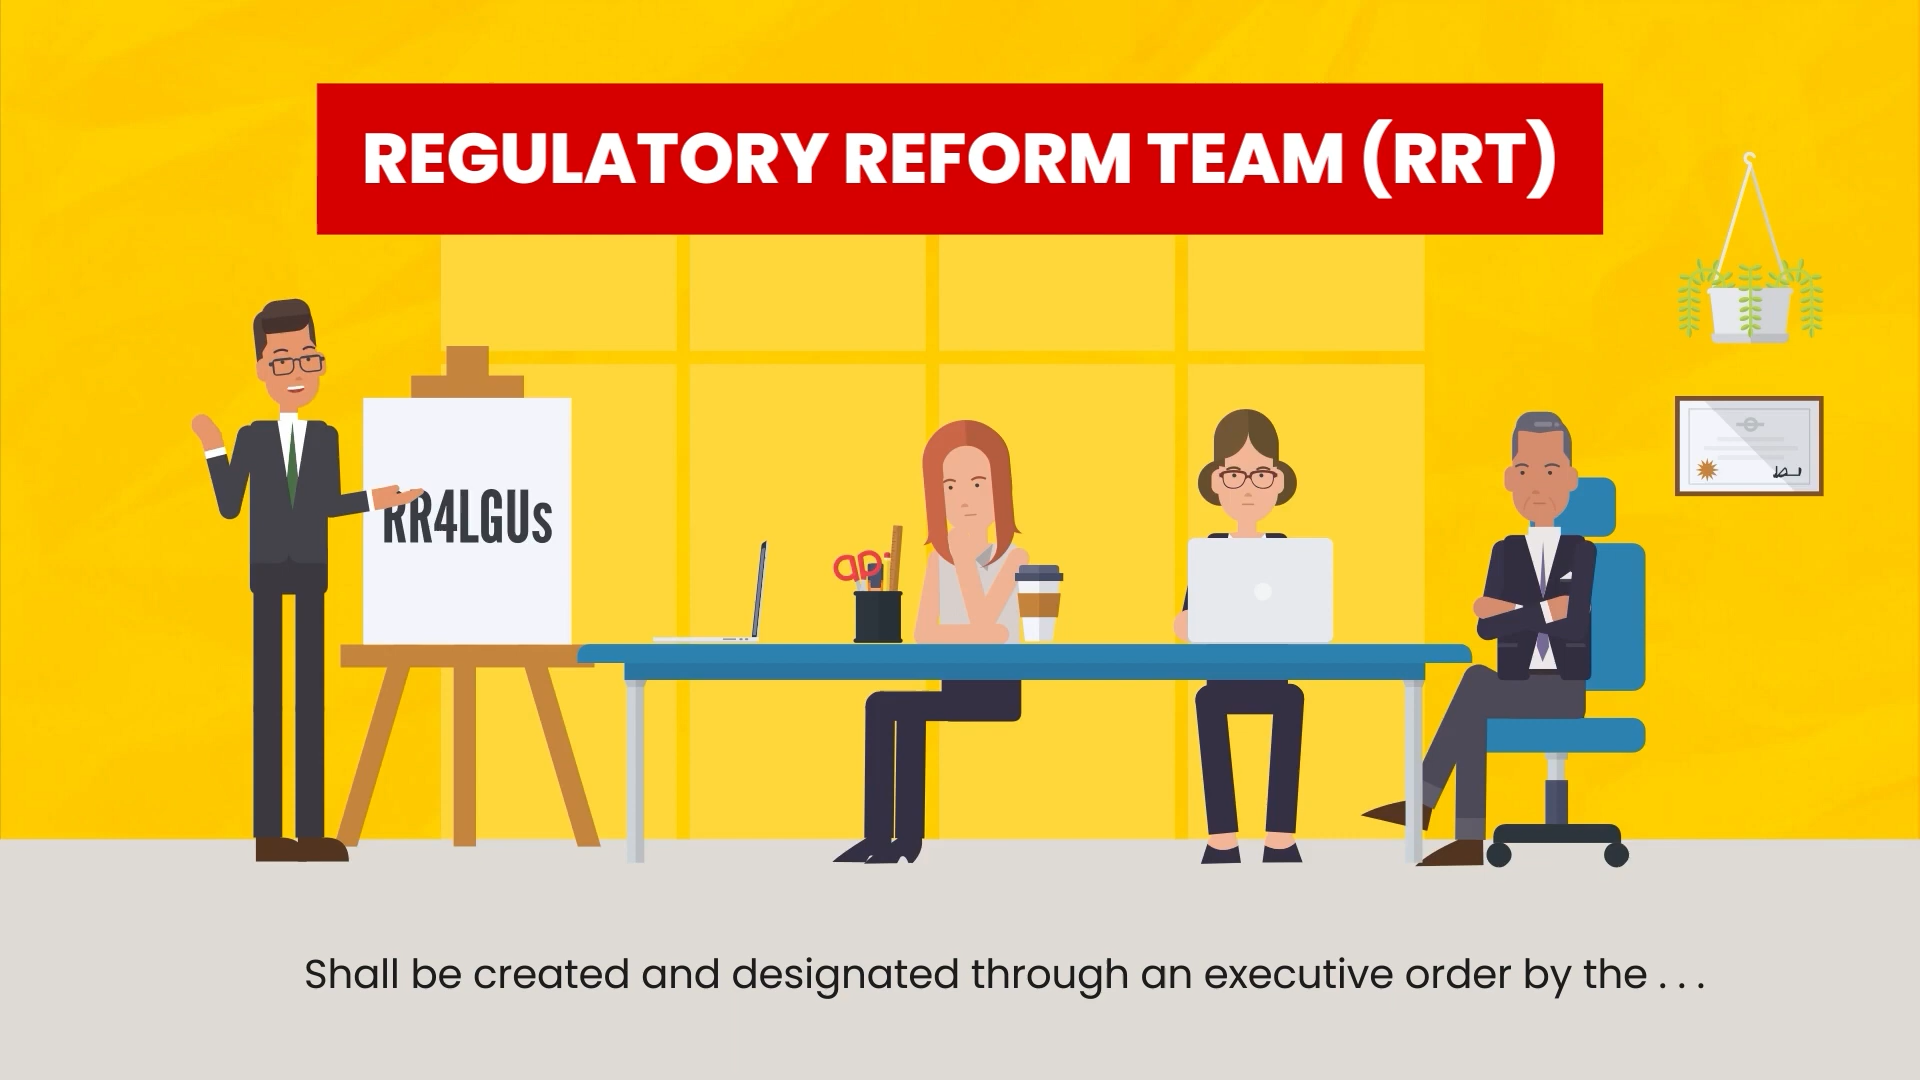 REGULATORY REFORM TEAM (RRT)
RR4LGUs
Shall be created and designated through an executive order by the . . .